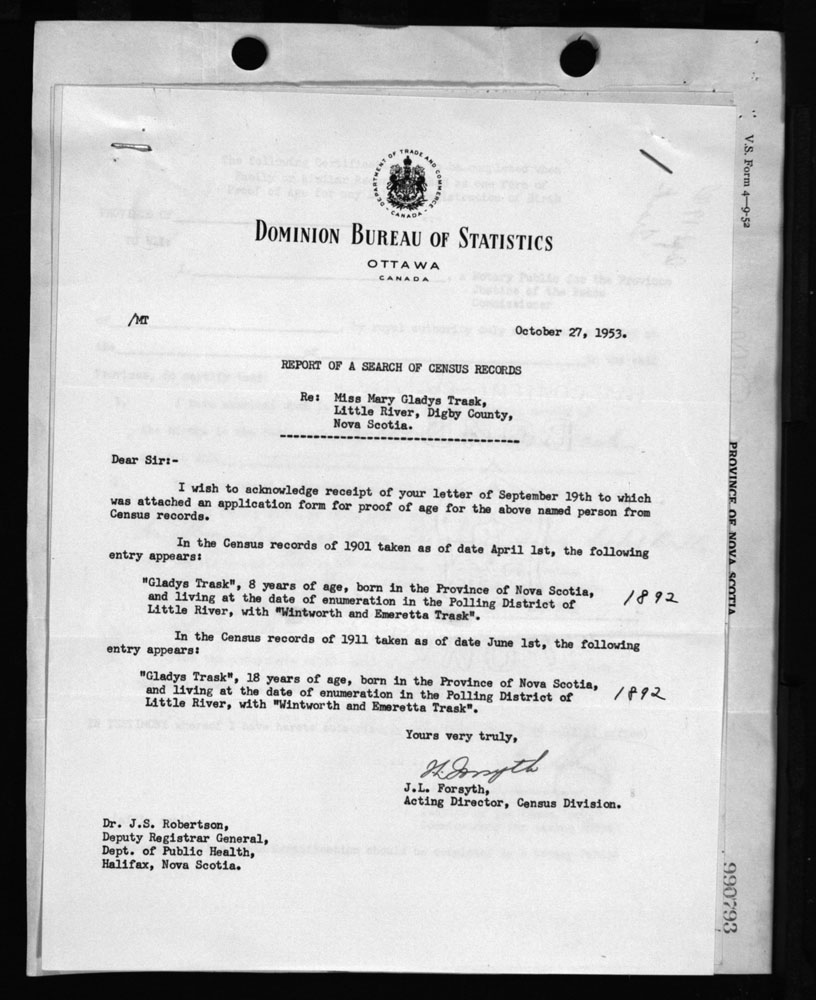 DEPARTMENT OF TRADE AND COMMERCE
CANADA
DOMINION BUREAU OF STATISTICS
OTTAWA
CANADA
/MT
October 27, 1953.
REPORT OF A SEARCH OF CENSUS RECORDS
Re: Miss Mary Gladys Trask,
Little River, Digby County,
Nova Scotia.
Dear Sir:-
I wish to acknowledge receipt of your letter of September 19th to which
was attached an application form for proof of age for the above named person from
Census records.
In the Census records of 1901 taken as of date April 1st, the following
entry appears:
"Gladys Trask", 8 years of age, born in the Province of Nova Scotia,
and living at the date of enumeration in the Polling District of
Little River, with "Wintworth and Emeretta Trask".
1892
In the Census records of 1911 taken as of date June 1st, the following
entry appears:
"Gladys Trask", 18 years of age, born in the Province of Nova Scotia,
and living at the date of enumeration in the Polling District of
Little River, with "Wintworth and Emeretta Trask".
1892
Yours very truly,
J.L. Forsyth,
Acting Director, Census Division.
Dr. J.S. Robertson,
Deputy Registrar General,
Dept. of Public Health,
Halifax, Nova Scotia.
V.S. Form 4—9-52
PROVINCE OF NOVA SCOTIA
990793